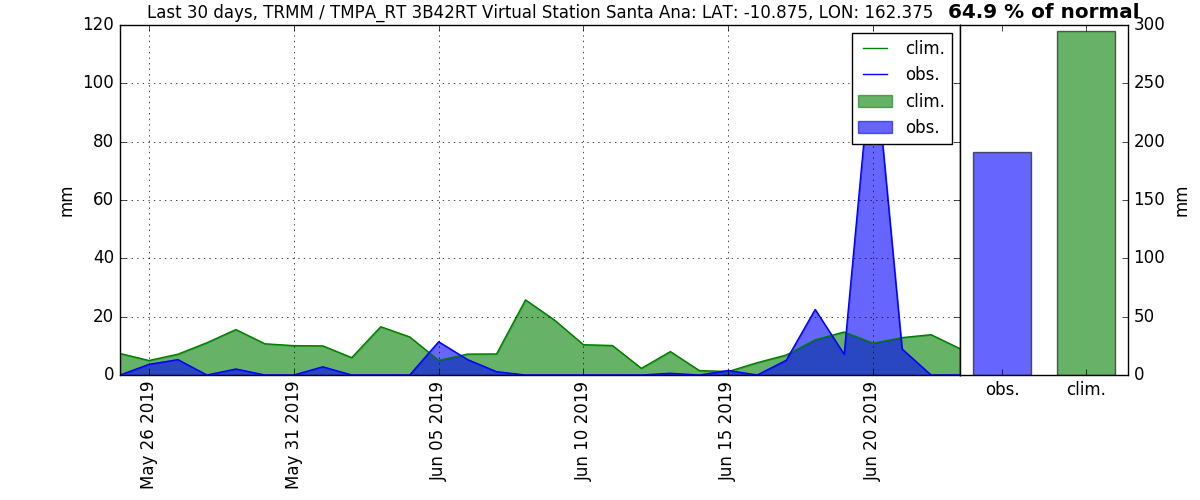 Last 30 days, TRMM / TMPA_RT 3B42RT Virtual Station Santa Ana: LAT: -10.875, LON: 162.375
64.9 % of normal
120
100
80
60
40
20
0
mm
clim.
obs.
clim.
obs.
300
250
200
150
100
50
0
mm
May 26 2019
May 31 2019
Jun 05 2019
Jun 10 2019
Jun 15 2019
Jun 20 2019
obs.
clim.